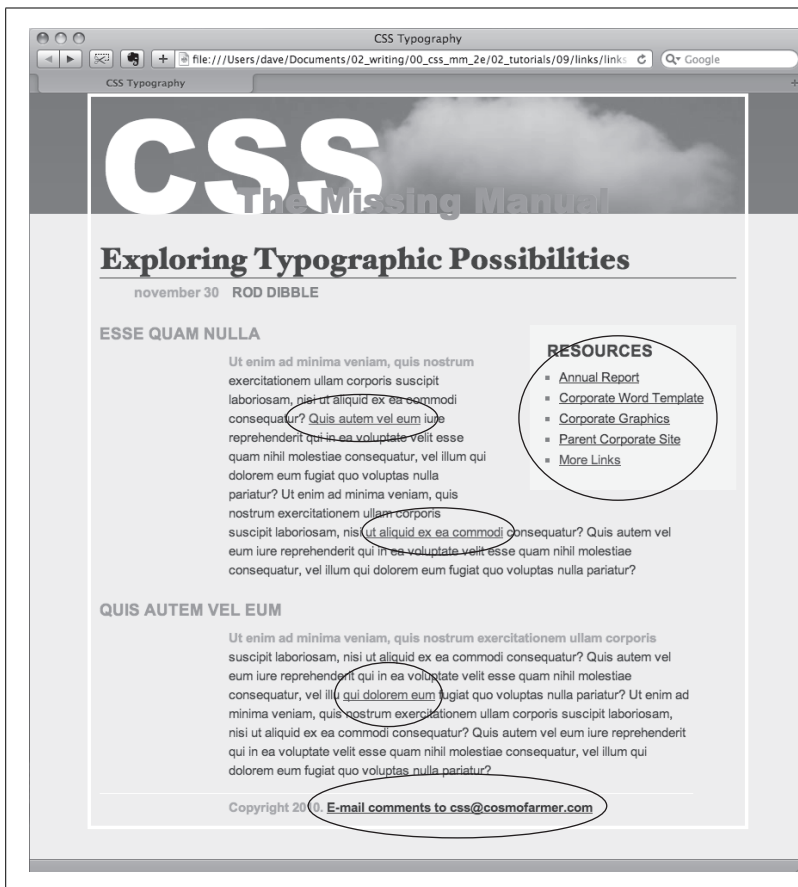 CSS Typography
file:///Users/dave/Documents/02_writing/00_css_mm_2e/02_tutorials/09/links/links
Google
CSS Typography
CSS
The Missing Manual
Exploring Typographic Possibilities
november 30 ROD DIBBLE
ESSE QUAM NULLA
Ut enim ad minima veniam, quis nostrum
exercitationem ullam corporis suscipit
laboriosam, nisi ut aliquid ex ea commodi
consequatur? Quis autem vel eum iure
reprehenderit qui in ea voluptate velit esse
quam nihil molestiae consequatur, vel illum qui
dolorem eum fugiat quo voluptas nulla
pariatur? Ut enim ad minima veniam, quis
nostrum exercitationem ullam corporis
suscipit laboriosam, nisi ut aliquid ex ea commodi consequatur? Quis autem vel
eum iure reprehenderit qui in ea voluptate velit esse quam nihil molestiae
consequatur, vel illum qui dolorem eum fugiat quo voluptas nulla pariatur?
RESOURCES
Annual Report
Corporate Word Template
Corporate Graphics
Parent Corporate Site
More Links
QUIS AUTEM VEL EUM
Ut enim ad minima veniam, quis nostrum exercitationem ullam corporis
suscipit laboriosam, nisi ut aliquid ex ea commodi consequatur? Quis autem vel
eum iure reprehenderit qui in ea voluptate velit esse quam nihil molestiae
consequatur, vel illu qui dolorem eum fugiat quo voluptas nulla pariatur? Ut enim ad
minima veniam, quis nostrum exercitationem ullam corporis suscipit laboriosam,
nisi ut aliquid ex ea commodi consequatur? Quis autem vel eum iure reprehenderit
qui in ea voluptate velit esse quam nihil molestiae consequatur, vel illum qui
dolorem eum fugiat quo voluptas nulla pariatur?
Copyright 2010. E-mail comments to css@cosmofarmer.com